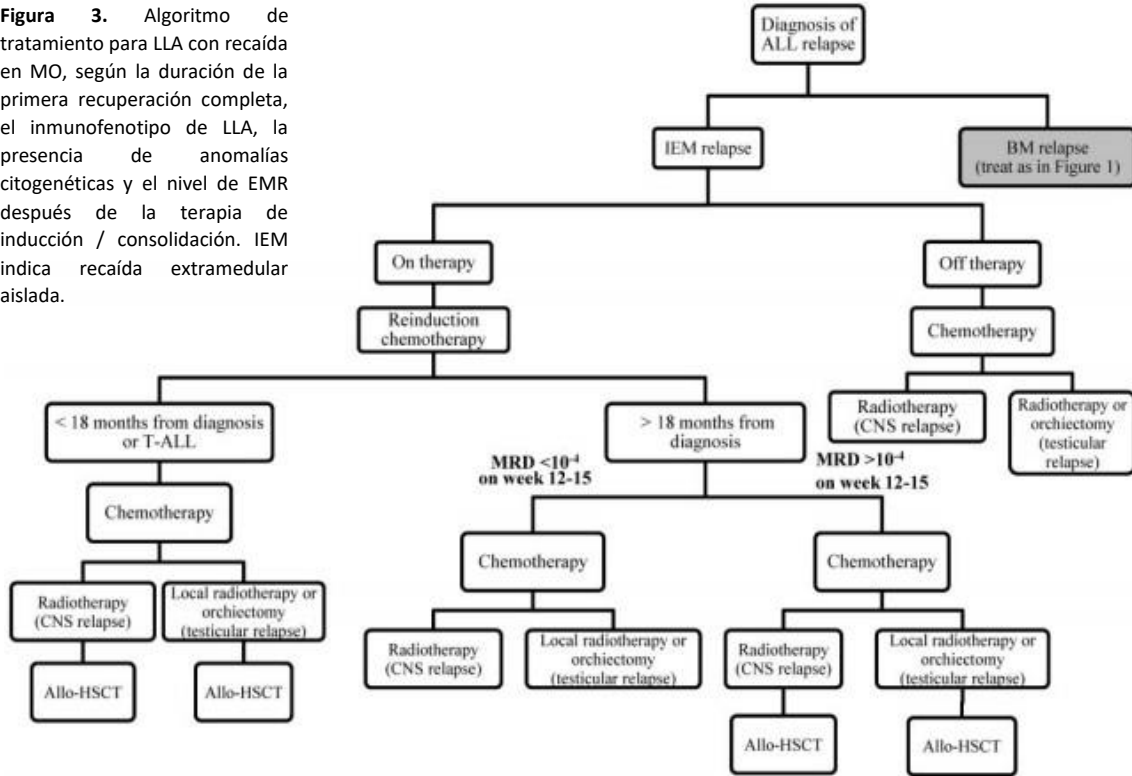 Figura 3. Algoritmo de
tratamiento para LLA con recaída
en MO, según la duración de la
primera recuperación completa,
el inmunofenotipo de LLA, la
presencia de anomalías
citogenéticas y el nivel de EMR
después de la terapia de
inducción / consolidación. IEM
indica recaída extramedular
aislada.
Diagnosis of
ALL relapse
IEM relapse
BM relapse
(treat as in Figure 1)
On therapy
Off therapy
Reinduction
chemotherapy
Chemotherapy
Radiotherapy
(CNS relapse)
Radiotherapy or
orchiectomy
(testicular
relapse)
< 18 months from diagnosis
or T-ALL
> 18 months from
diagnosis
MRD <10⁻⁴
on week 12-15
MRD >10⁻⁴
on week 12-15
Chemotherapy
Chemotherapy
Chemotherapy
Radiotherapy
(CNS relapse)
Local radiotherapy or
orchiectomy
(testicular relapse)
Radiotherapy
(CNS relapse)
Local radiotherapy or
orchiectomy
(testicular relapse)
Radiotherapy
(CNS relapse)
Local radiotherapy or
orchiectomy
(testicular relapse)
Allo-HSCT
Allo-HSCT
Allo-HSCT
Allo-HSCT